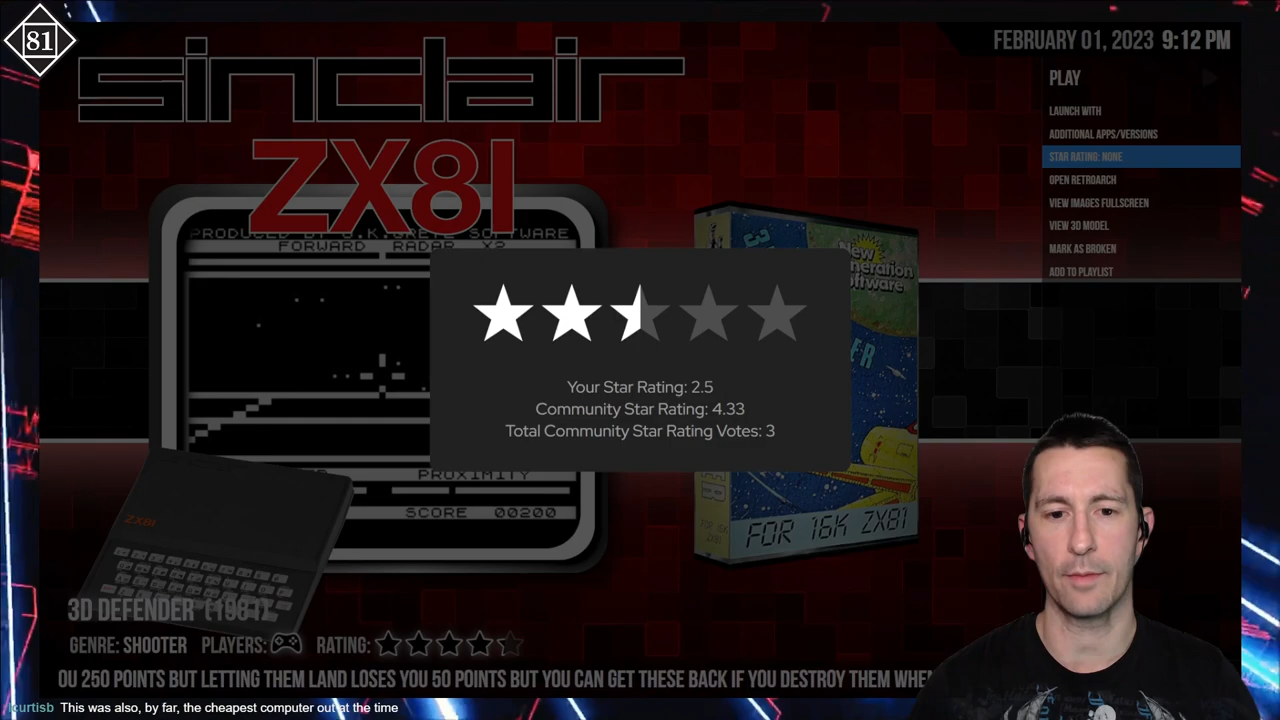 81
sinclair
ZX81
FEBRUARY 01, 2023 9:12 PM
PLAY
LAUNCH WITH
ADDITIONAL APPS/VERSIONS
STAR RATING: NONE
OPEN RETROARCH
VIEW IMAGES FULLSCREEN
VIEW 3D MODEL
MARK AS BROKEN
ADD TO PLAYLIST
FORWARD RADAR X2
New
Your Star Rating: 2.5
Community Star Rating: 4.33
Total Community Star Rating Votes: 3
PROXIMITY
SCORE 00200
ZX81
FOR 16K ZX81
3D DEFENDER (1981)
GENRE: SHOOTER PLAYERS: RATING:
OU 250 POINTS BUT LETTING THEM LAND LOSES YOU 50 POINTS BUT YOU CAN GET THESE BACK IF YOU DESTROY THEM WHEN
curtisb This was also, by far, the cheapest computer out at the time